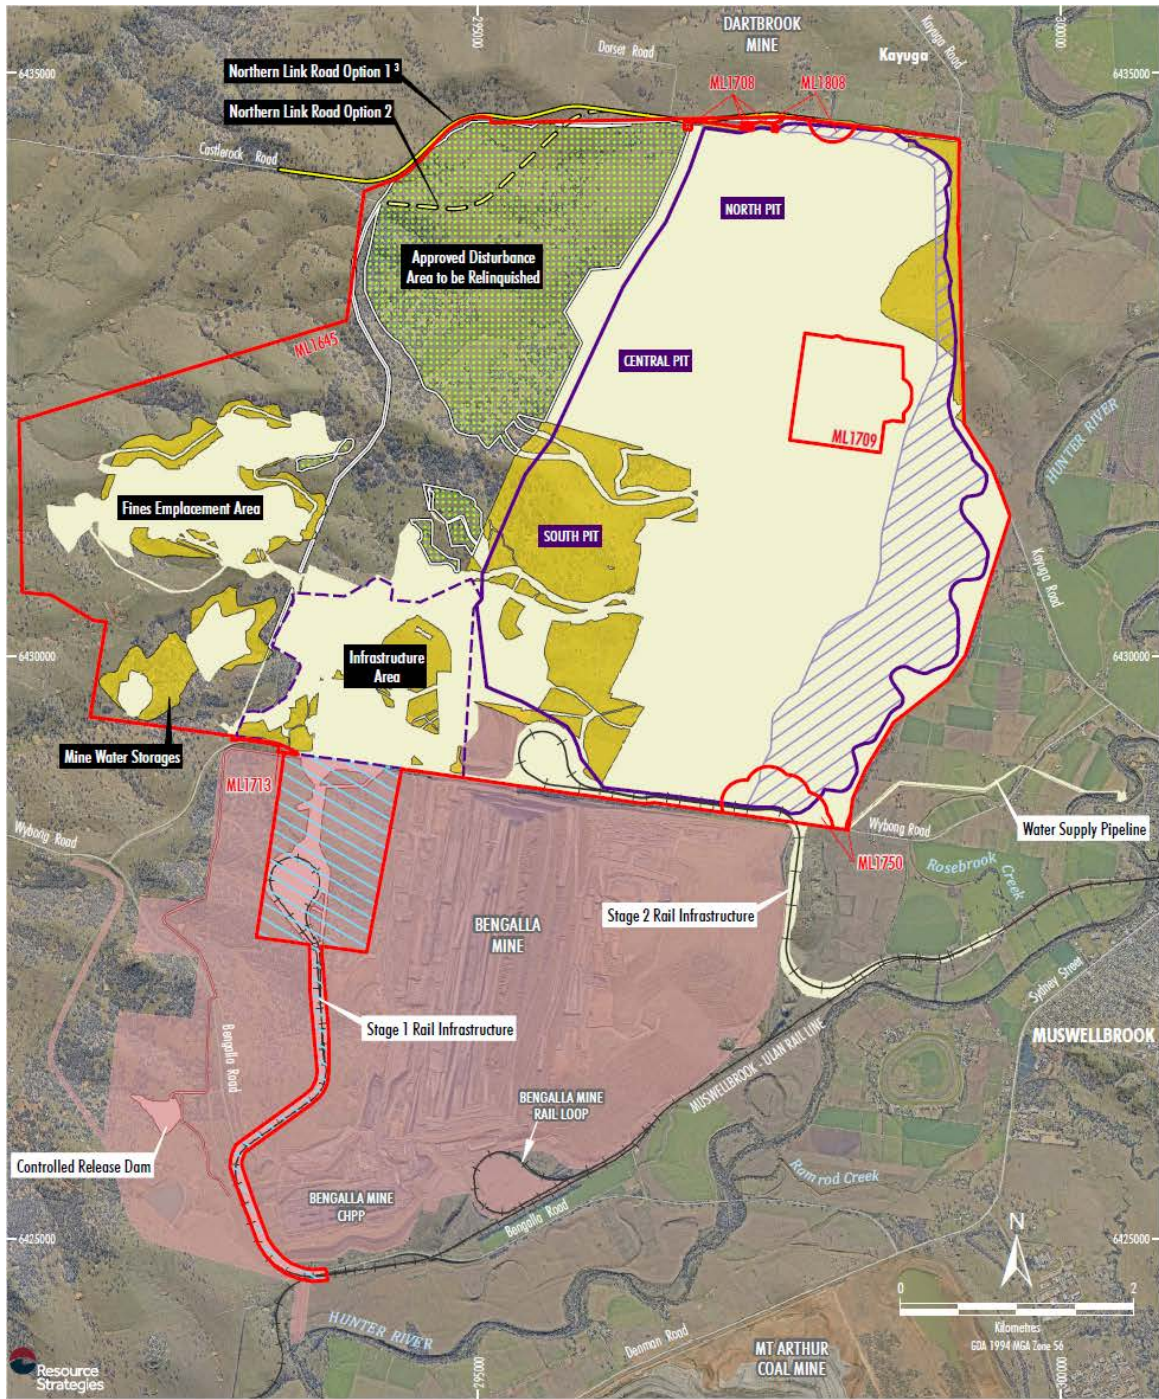 295000
300000
DARTBROOK
MINE
Kayuga Road
Dorset Road
Kayuga
6435000
6435000
Northern Link Road Option 1 3
ML1708
ML1808
Northern Link Road Option 2
Castlerock Road
NORTH PIT
Approved Disturbance
Area to be Relinquished
ML1645
CENTRAL PIT
ML1709
HUNTER RIVER
Fines Emplacement Area
SOUTH PIT
Kayuga Road
6430000
6430000
Infrastructure
Area
Mine Water Storages
ML1713
Wybong Road
Wybong Road
Water Supply Pipeline
ML1750
Rosebrook
Creek
Stage 2 Rail Infrastructure
BENGALLA
MINE
Sydney Street
Stage 1 Rail Infrastructure
MUSWELLBROOK
MUSWELLBROOK - ULAN RAIL LINE
Bengalla Road
BENGALLA MINE
RAIL LOOP
Controlled Release Dam
Ramrod Creek
BENGALLA MINE
CHPP
Bengalla Road
N
6425000
6425000
0
2
Kilometres
GDA 1994 MGA Zone 56
HUNTER RIVER
Denman Road
MT ARTHUR
COAL MINE
Resource
Strategies
295000
300000